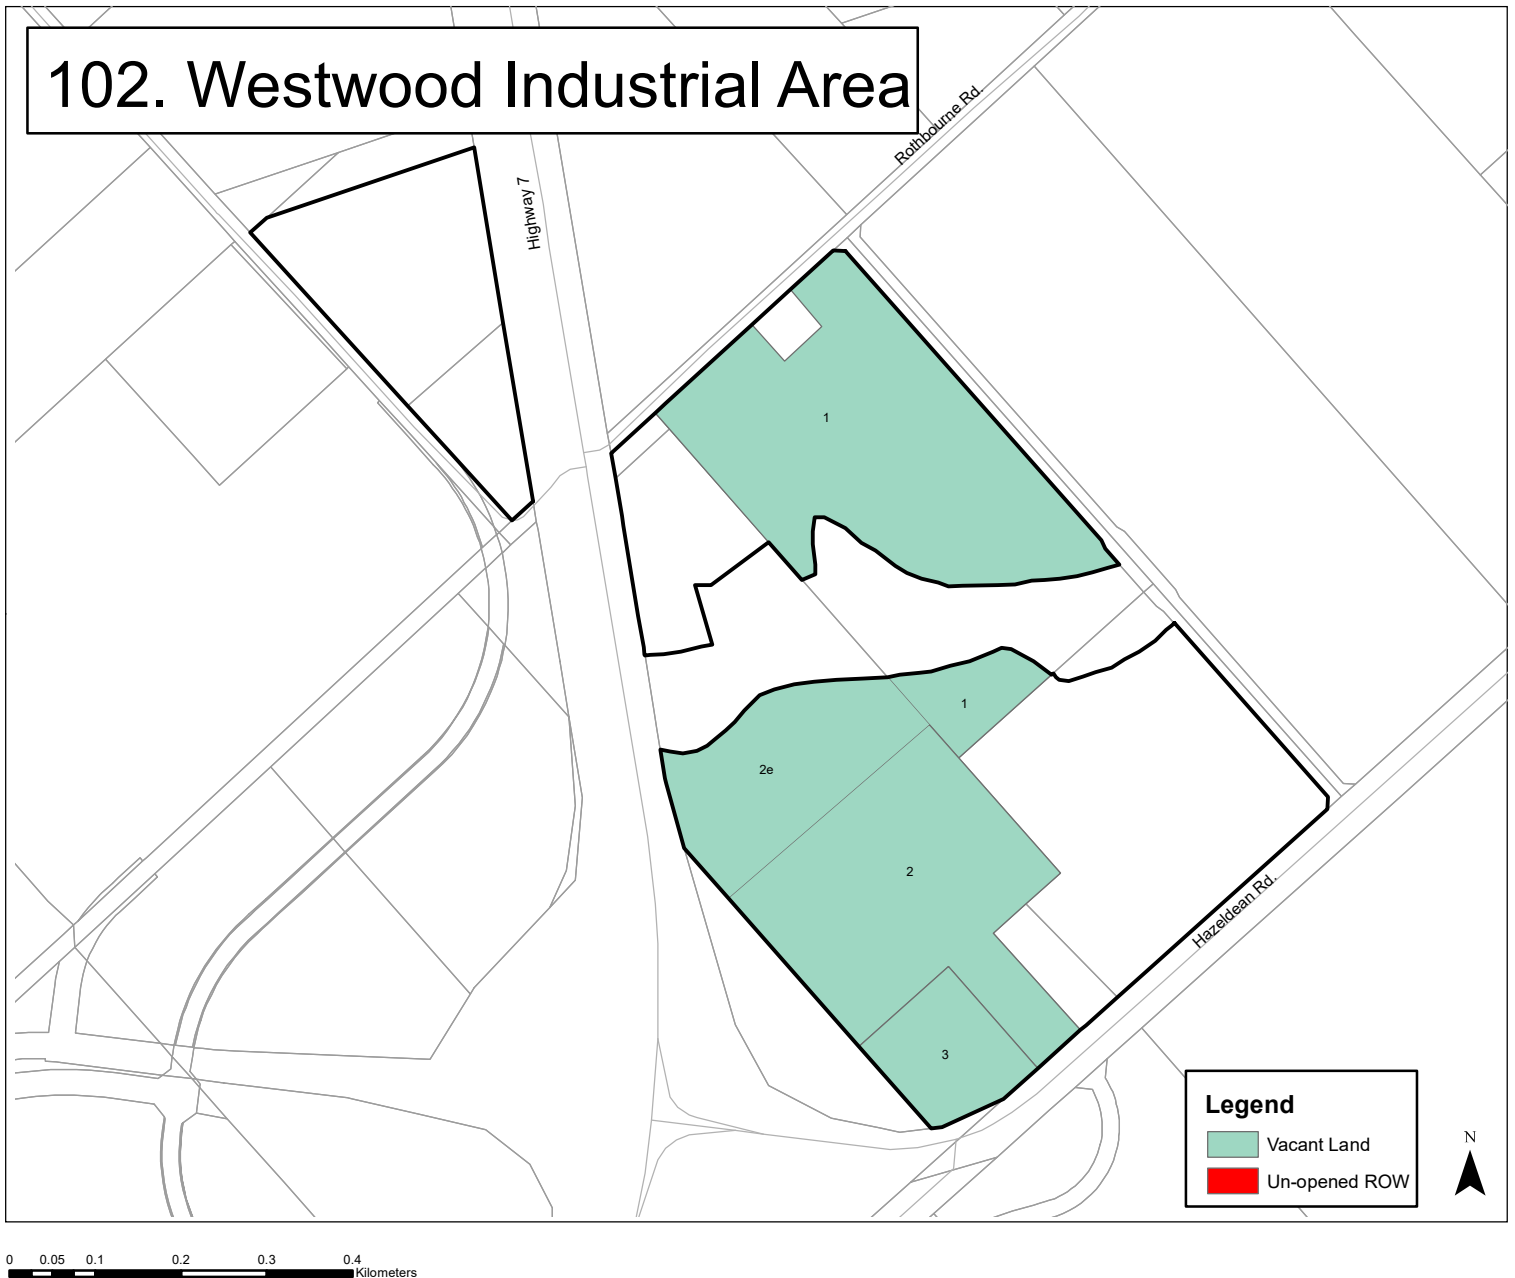 102. Westwood Industrial Area
Rothbourne Rd.
Highway 7
1
1
2e
2
3
Hazeldean Rd.
Legend
Vacant Land
Un-opened ROW
N
0 0.05 0.1 0.2 0.3 0.4
Kilometers